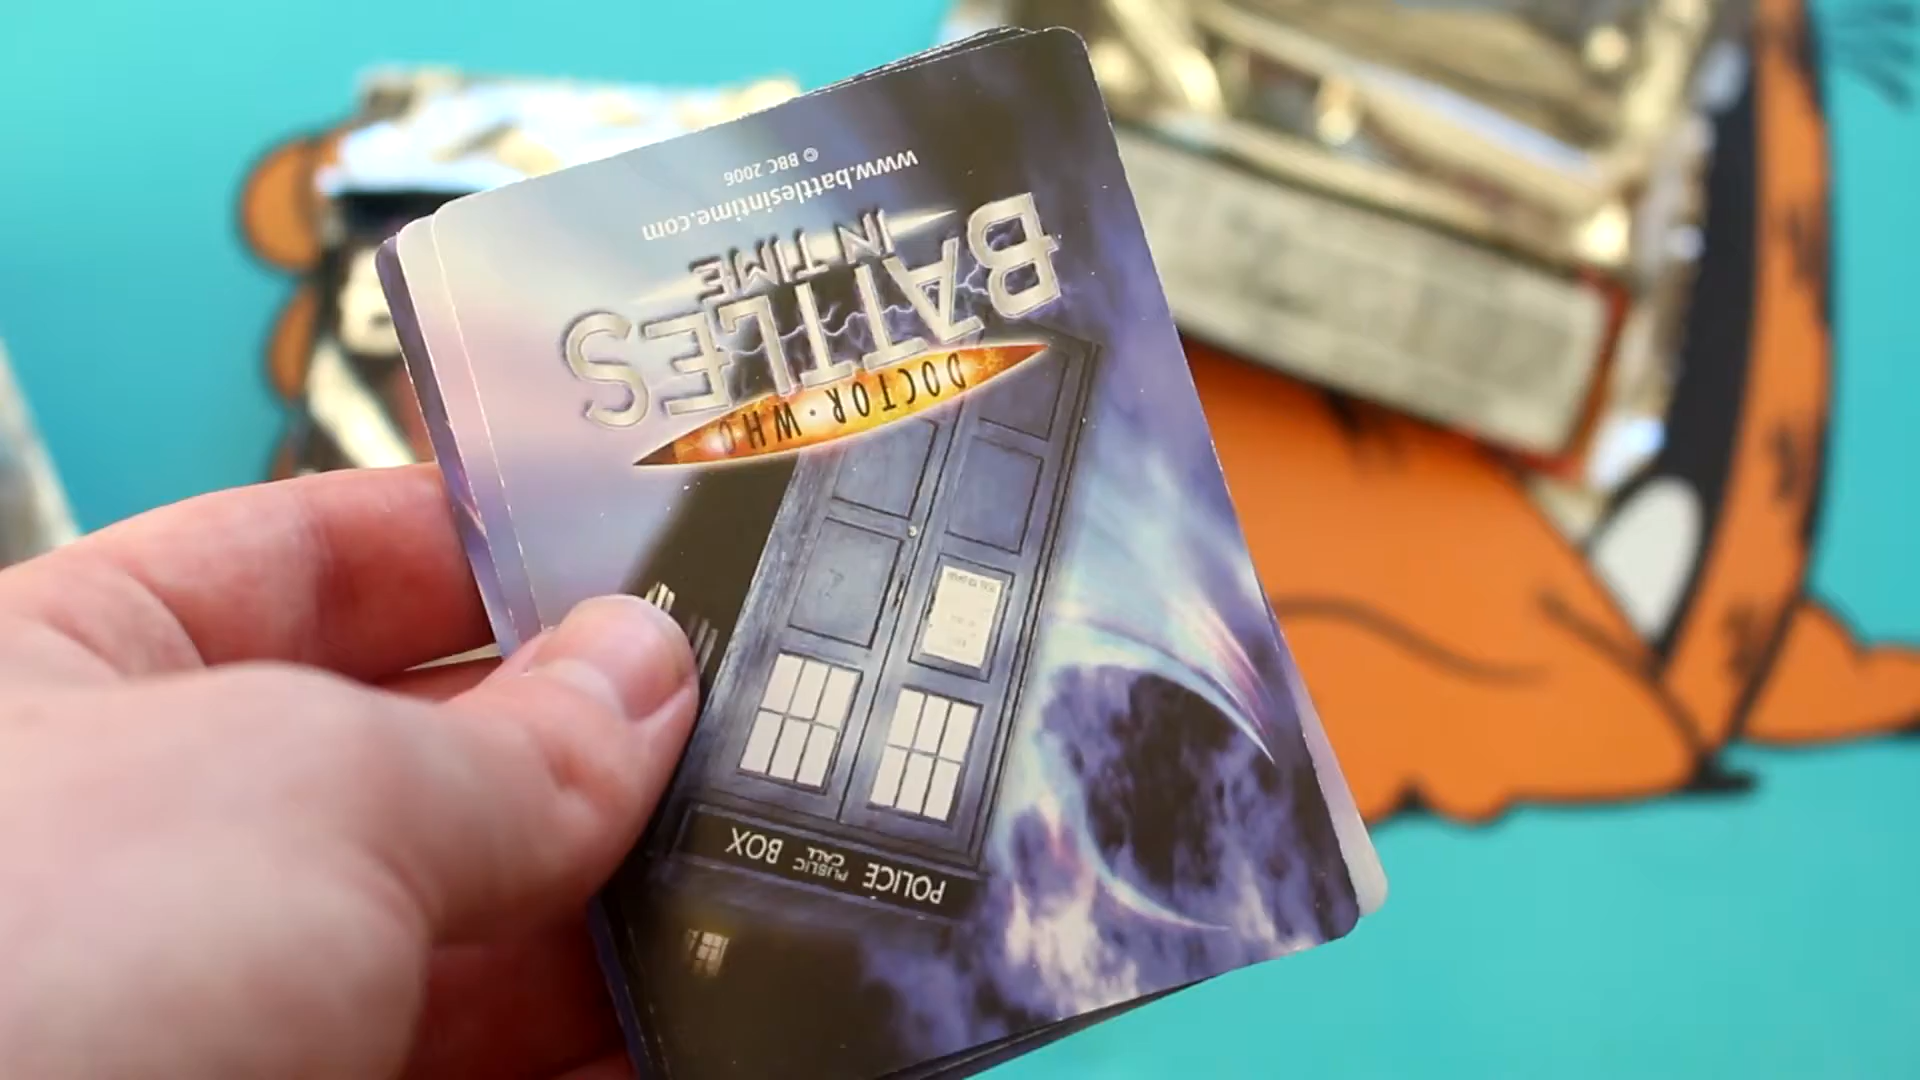 POLICE PUBLIC CALL BOX
DOCTOR·WHO
BATTLES
IN TIME
www.battlesintime.com
© BBC 2006